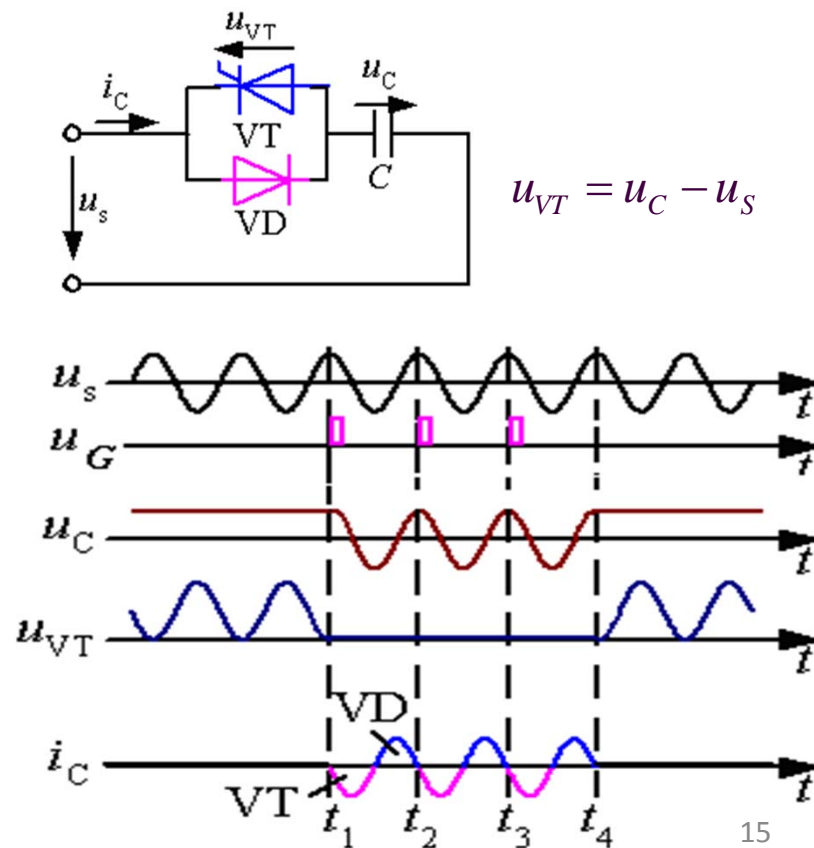 u_VT
i_C
u_C
VT
C
u_s
VD
u_VT = u_C − u_S
u_s
t
u_G
t
u_C
t
u_VT
t
VD
i_C
t
VT
t_1 t_2 t_3 t_4
15